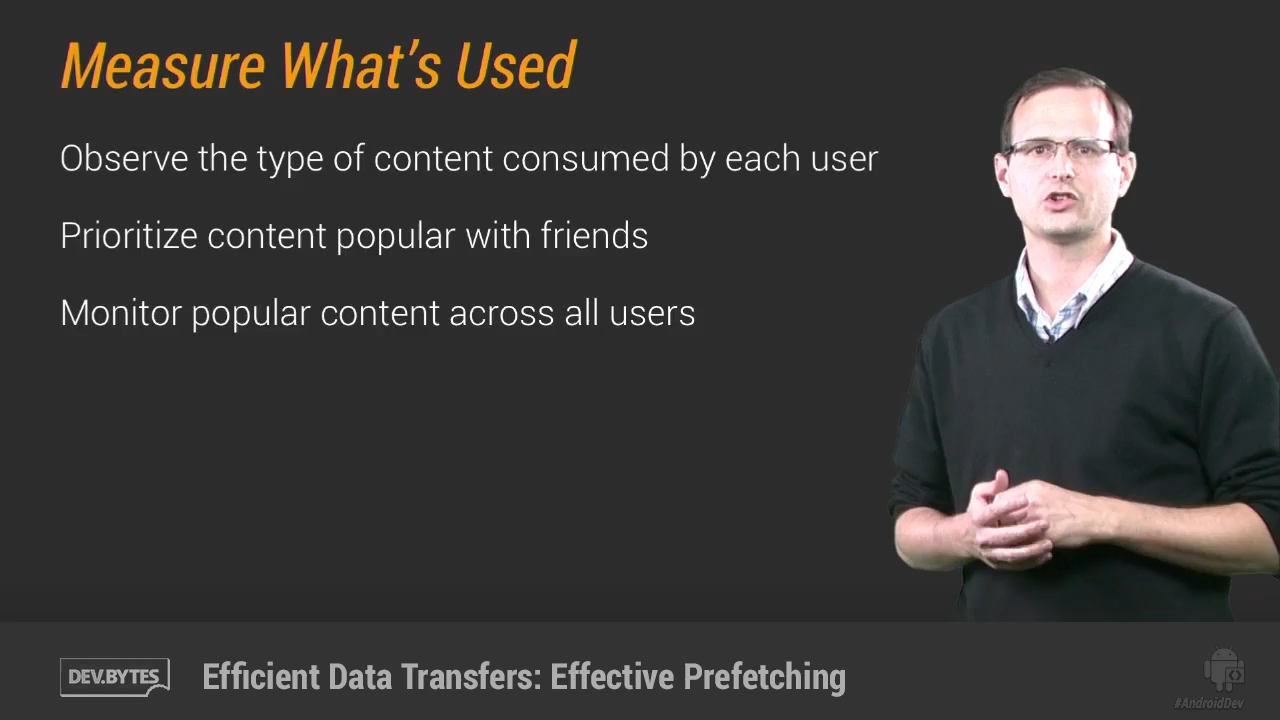 Measure What's Used
Observe the type of content consumed by each user
Prioritize content popular with friends
Monitor popular content across all users
DEV.BYTES
Efficient Data Transfers: Effective Prefetching
#AndroidDev